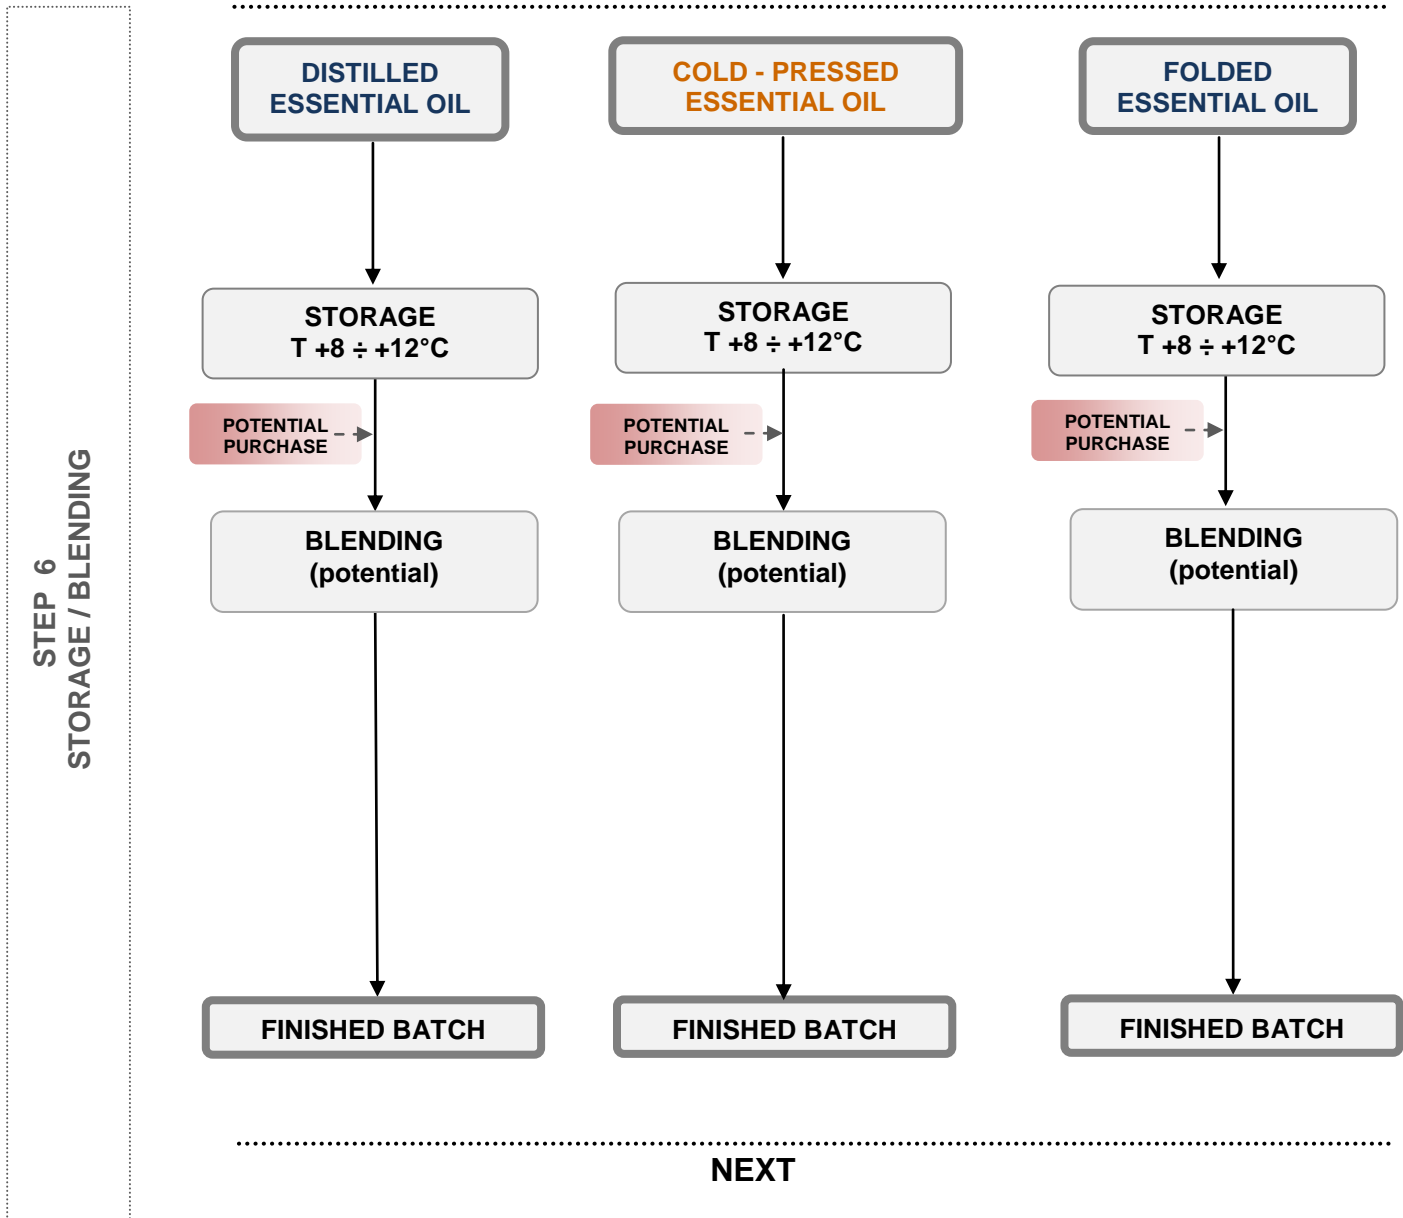 STEP 6
STORAGE / BLENDING
DISTILLED
ESSENTIAL OIL
COLD - PRESSED
ESSENTIAL OIL
FOLDED
ESSENTIAL OIL
STORAGE
T +8 ÷ +12°C
STORAGE
T +8 ÷ +12°C
STORAGE
T +8 ÷ +12°C
POTENTIAL
PURCHASE
POTENTIAL
PURCHASE
POTENTIAL
PURCHASE
BLENDING
(potential)
BLENDING
(potential)
BLENDING
(potential)
FINISHED BATCH
FINISHED BATCH
FINISHED BATCH
NEXT